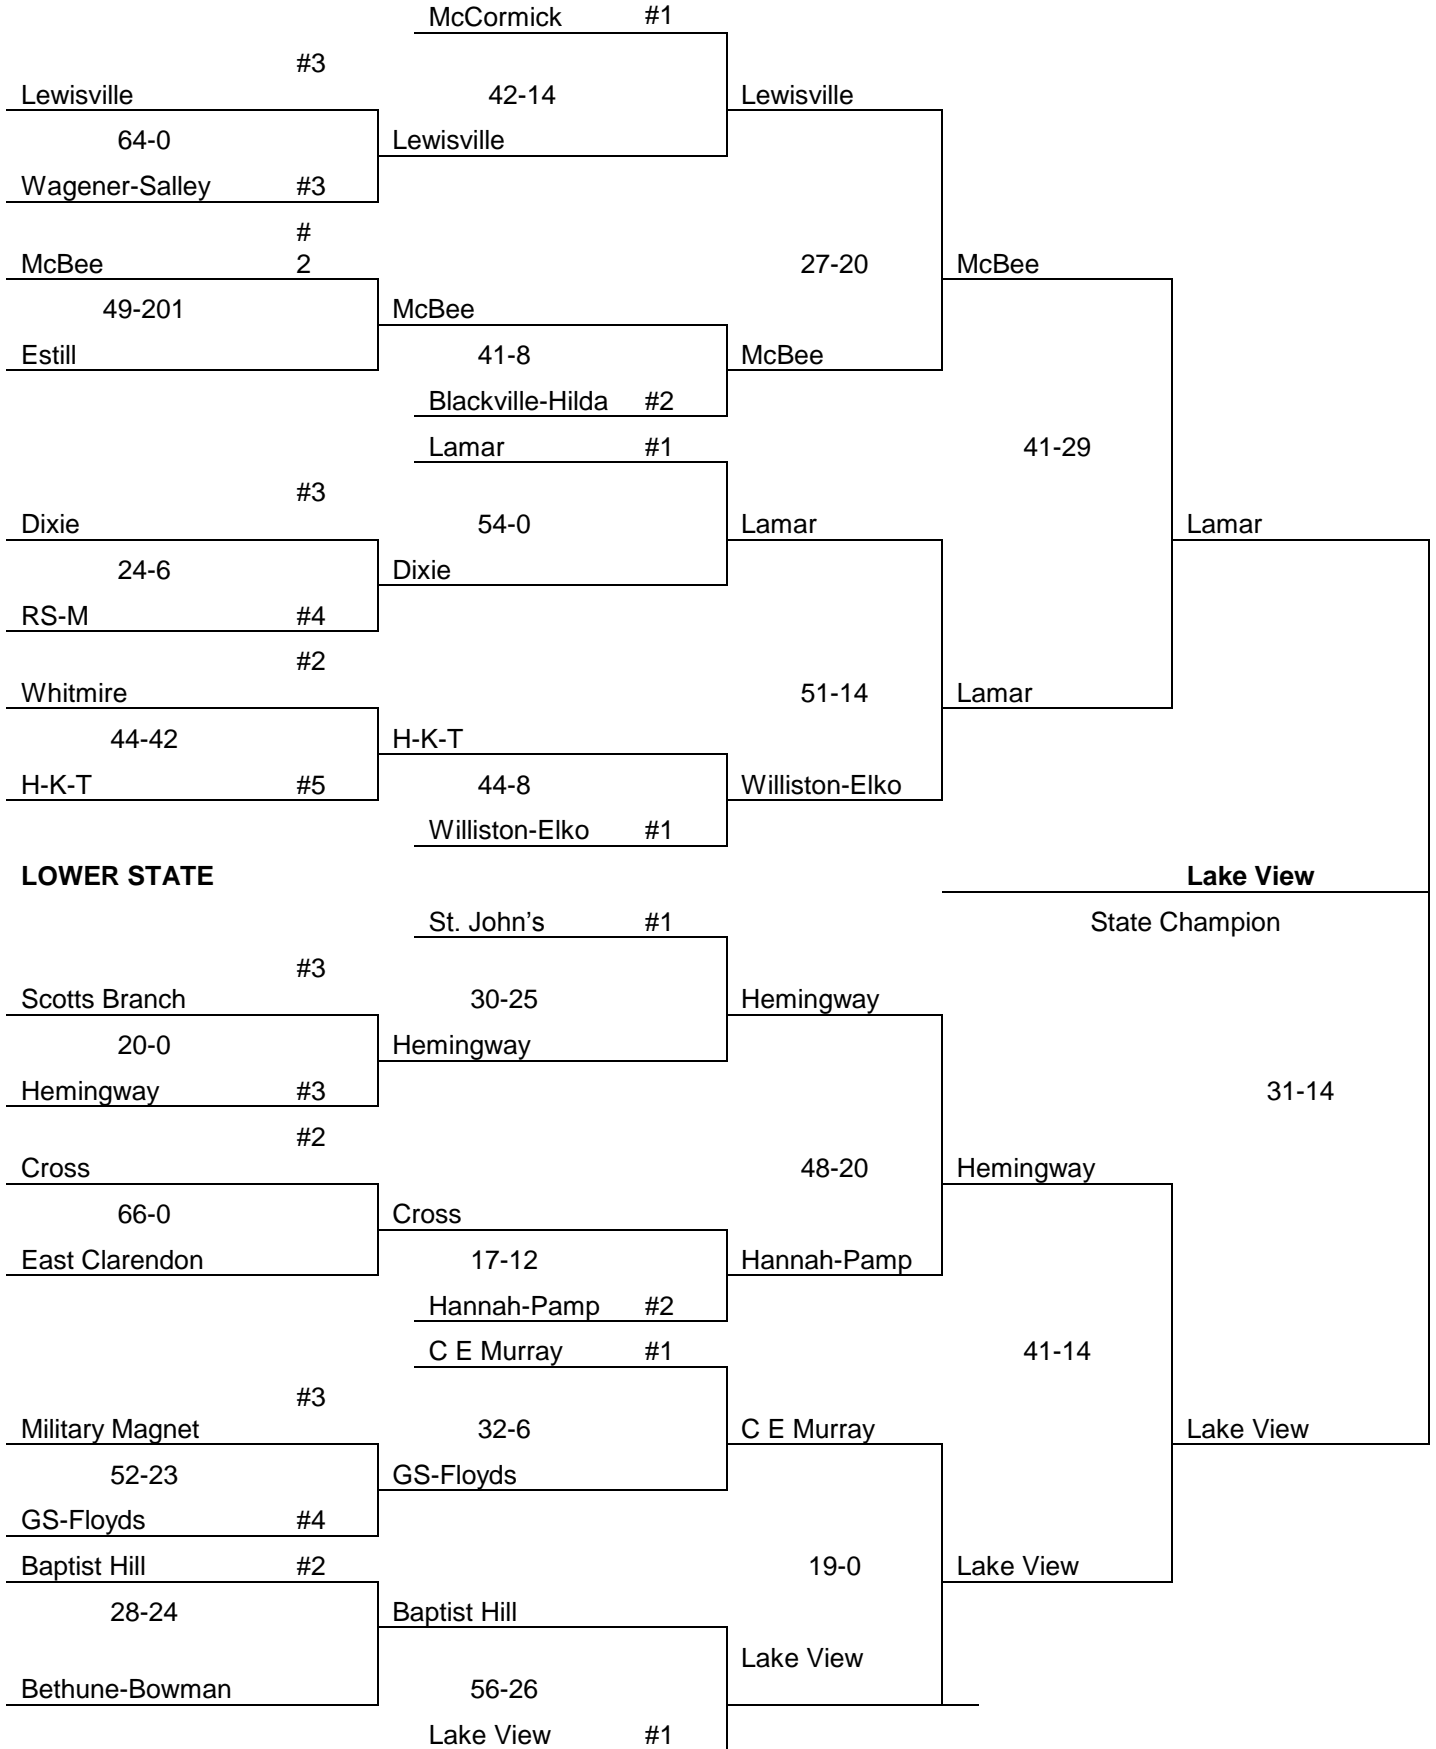 McCormick #1
#3
Lewisville 42-14 Lewisville
64-0 Lewisville
Wagener-Salley #3
#
McBee 2 27-20 McBee
49-201 McBee
Estill 41-8 McBee
Blackville-Hilda #2
Lamar #1 41-29
#3
Dixie 54-0 Lamar Lamar
24-6 Dixie
RS-M #4
#2
Whitmire 51-14 Lamar
44-42 H-K-T
H-K-T #5 44-8 Williston-Elko
Williston-Elko #1
LOWER STATE Lake View
St. John’s #1 State Champion
#3
Scotts Branch 30-25 Hemingway
20-0 Hemingway
Hemingway #3 31-14
#2
Cross 48-20 Hemingway
66-0 Cross
East Clarendon 17-12 Hannah-Pamp
Hannah-Pamp #2
C E Murray #1 41-14
#3
Military Magnet 32-6 C E Murray Lake View
52-23 GS-Floyds
GS-Floyds #4
Baptist Hill #2 19-0 Lake View
28-24 Baptist Hill
Lake View
Bethune-Bowman 56-26
Lake View #1